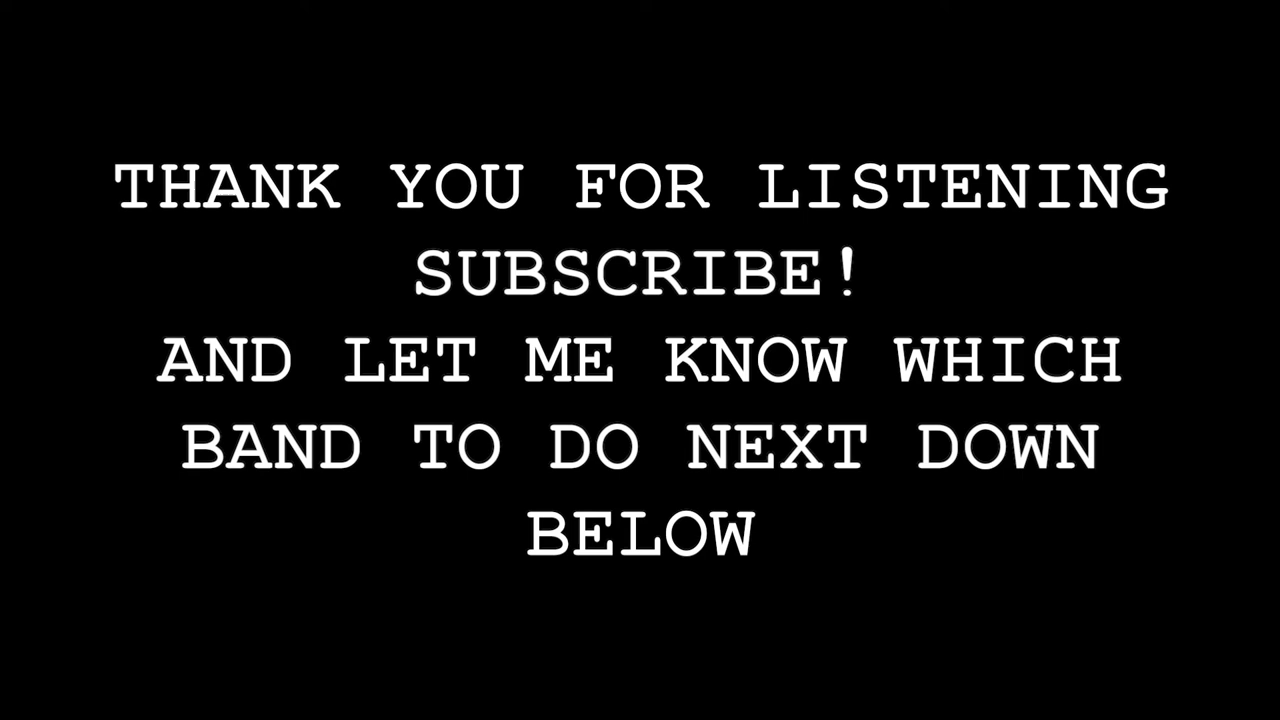 THANK YOU FOR LISTENING
SUBSCRIBE!
AND LET ME KNOW WHICH
BAND TO DO NEXT DOWN
BELOW